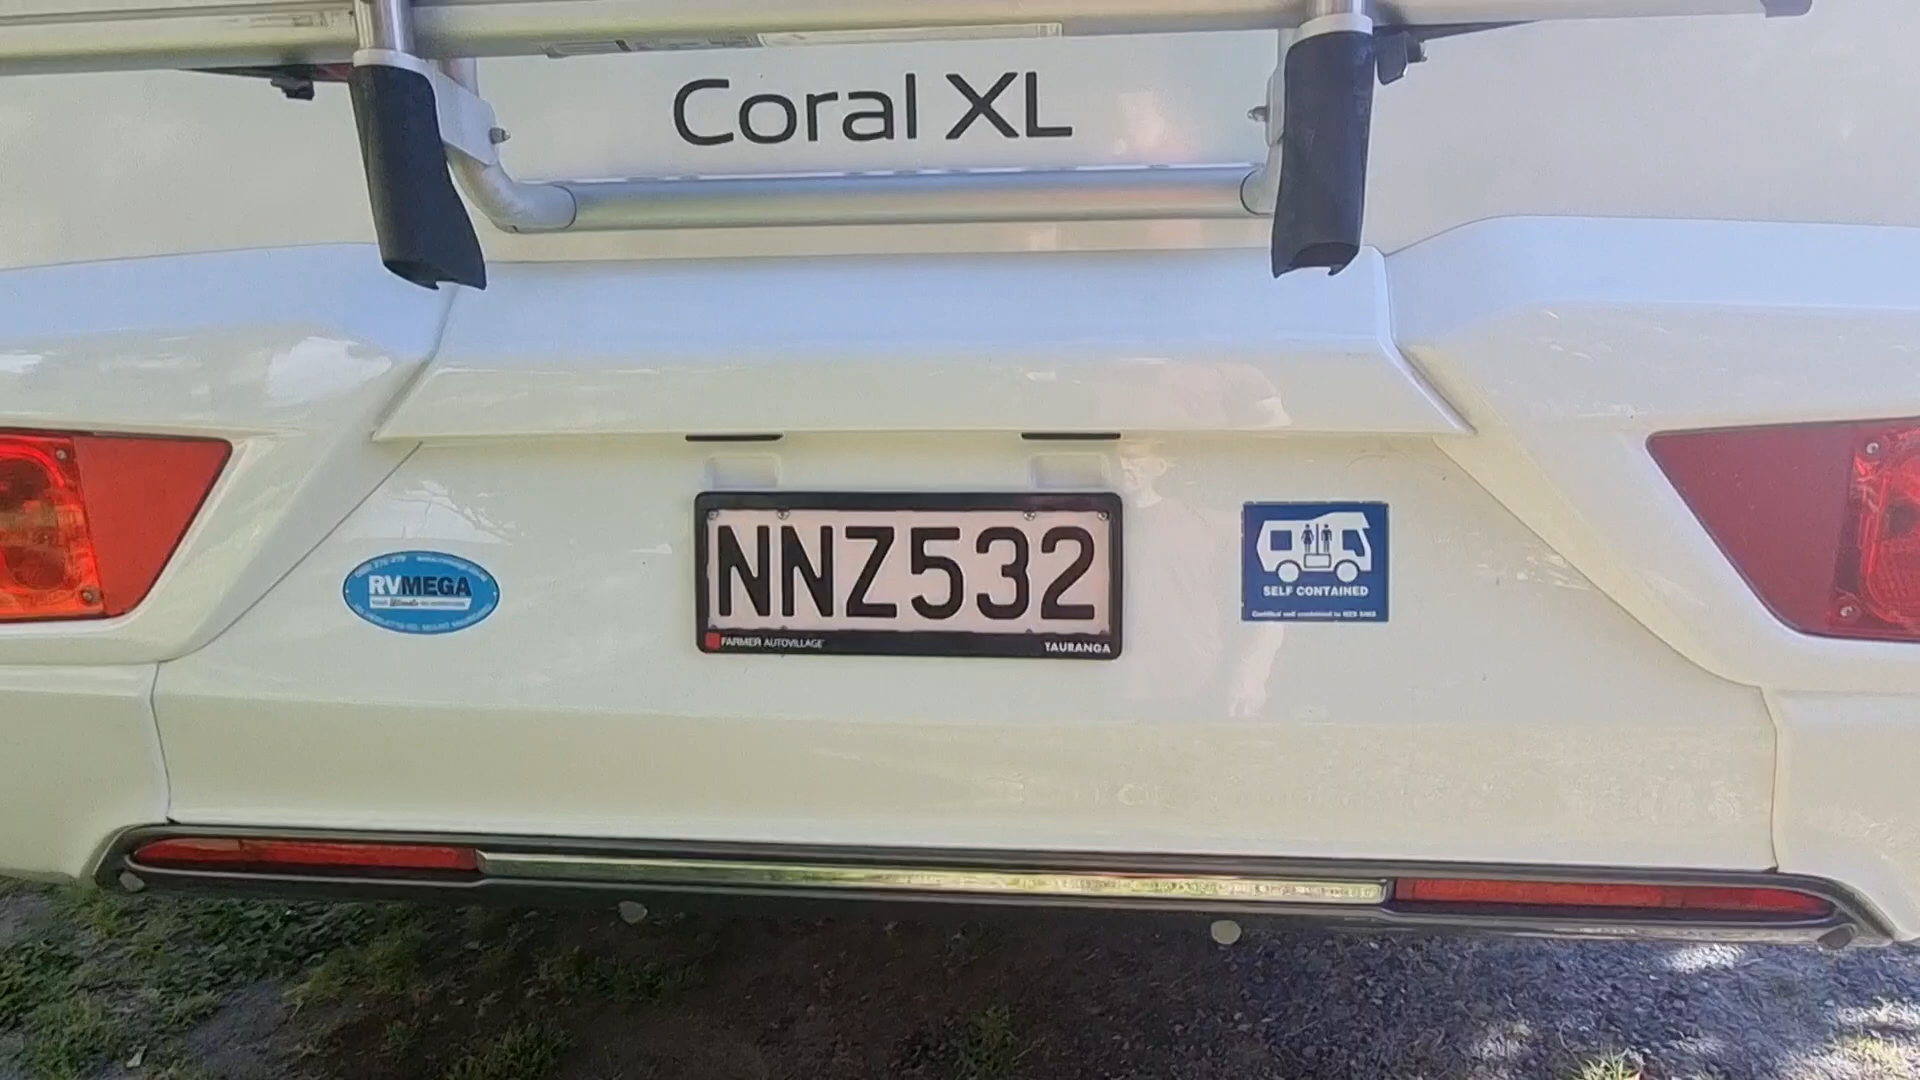 Coral XL
NNZ532
FARMER AUTOVILLAGE
TAURANGA
RVMEGA
SELF CONTAINED